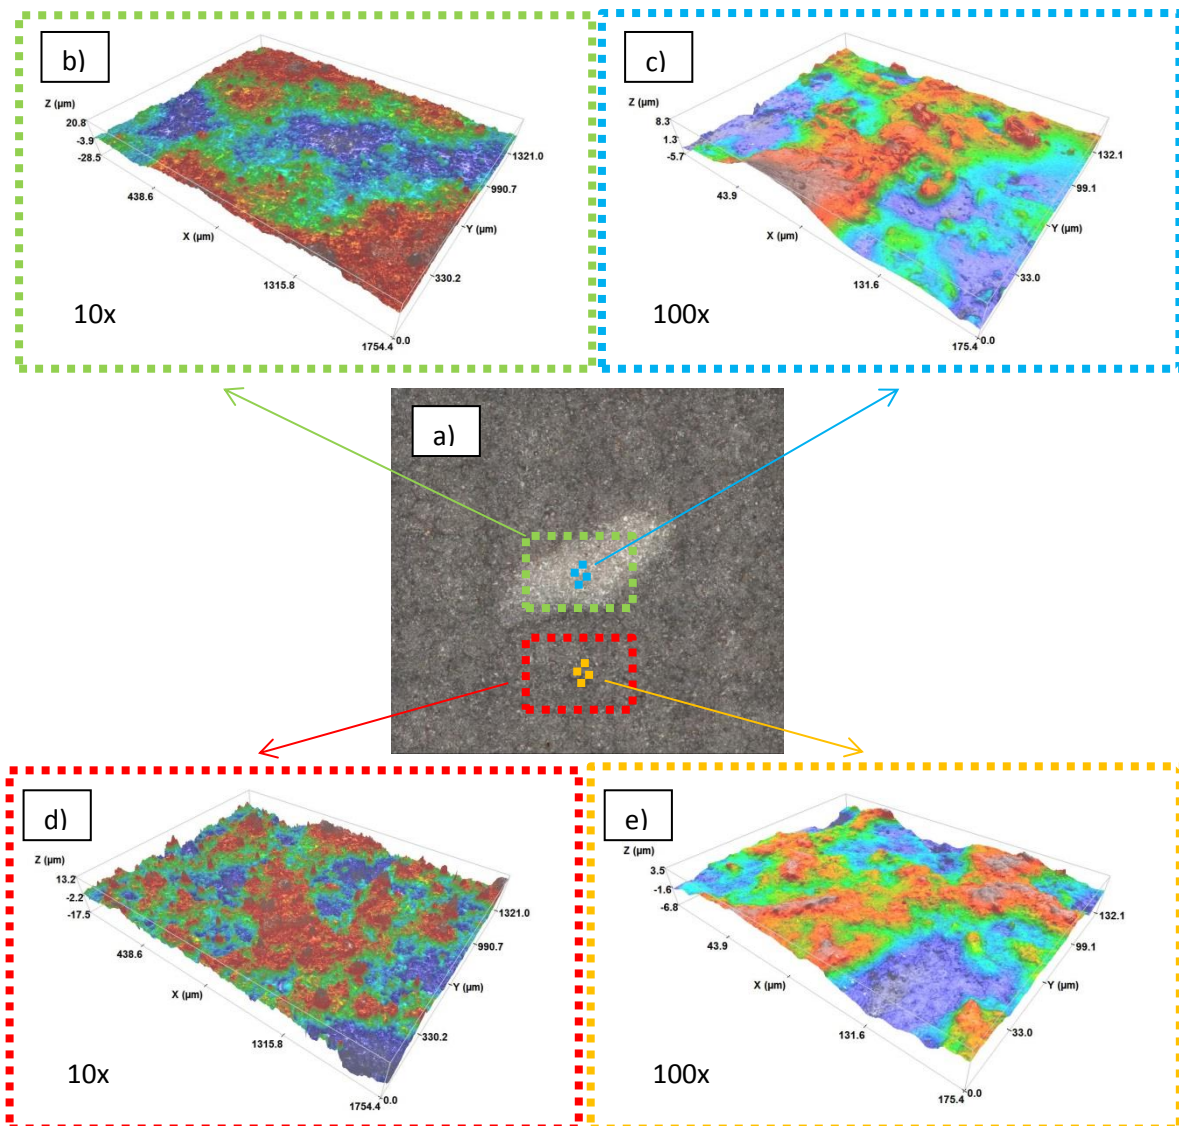 b)
Z (µm)
20.8
-3.9
-28.5
438.6
X (µm)
1315.8
1754.4
0.0
330.2
Y (µm)
990.7
1321.0
10x
c)
Z (µm)
8.3
1.3
-5.7
43.9
X (µm)
131.6
175.4
0.0
33.0
Y (µm)
99.1
132.1
100x
a)
d)
Z (µm)
13.2
-2.2
-17.5
438.6
X (µm)
1315.8
1754.4
0.0
330.2
Y (µm)
990.7
1321.0
10x
e)
Z (µm)
3.5
-1.6
-6.8
43.9
X (µm)
131.6
175.4
0.0
33.0
Y (µm)
99.1
132.1
100x